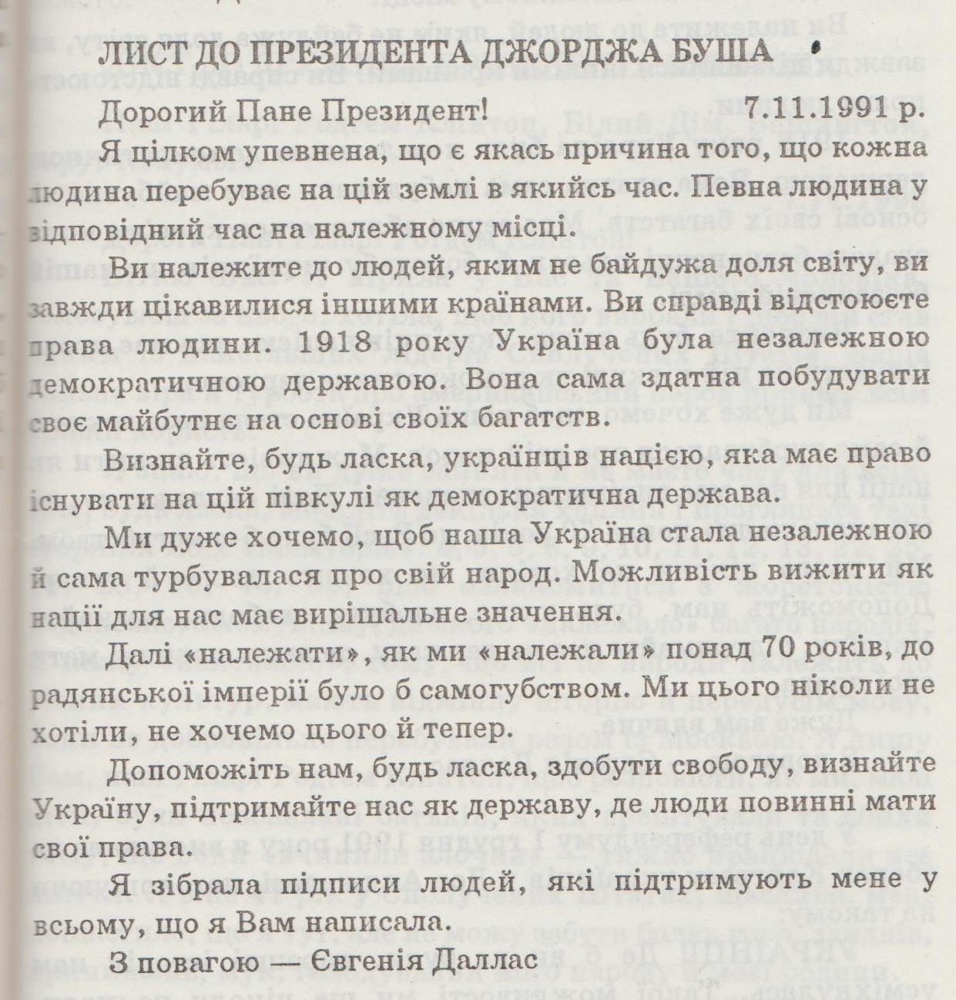 ЛИСТ ДО ПРЕЗИДЕНТА ДЖОРДЖА БУША
Дорогий Пане Президент! 7.11.1991 р.
Я цілком упевнена, що є якась причина того, що кожна
людина перебуває на цій землі в якийсь час. Певна людина у
відповідний час на належному місці.
Ви належите до людей, яким не байдужа доля світу, ви
завжди цікавилися іншими країнами. Ви справді відстоюєте
права людини. 1918 року Україна була незалежною
демократичною державою. Вона сама здатна побудувати
своє майбутнє на основі своїх багатств.
Визнайте, будь ласка, українців нацією, яка має право
існувати на цій півкулі як демократична держава.
Ми дуже хочемо, щоб наша Україна стала незалежною
й сама турбувалася про свій народ. Можливість вижити як
нації для нас має вирішальне значення.
Далі «належати», як ми «належали» понад 70 років, до
радянської імперії було б самогубством. Ми цього ніколи не
хотіли, не хочемо цього й тепер.
Допоможіть нам, будь ласка, здобути свободу, визнайте
Україну, підтримайте нас як державу, де люди повинні мати
свої права.
Я зібрала підписи людей, які підтримують мене у
всьому, що я Вам написала.
З повагою — Євгенія Даллас